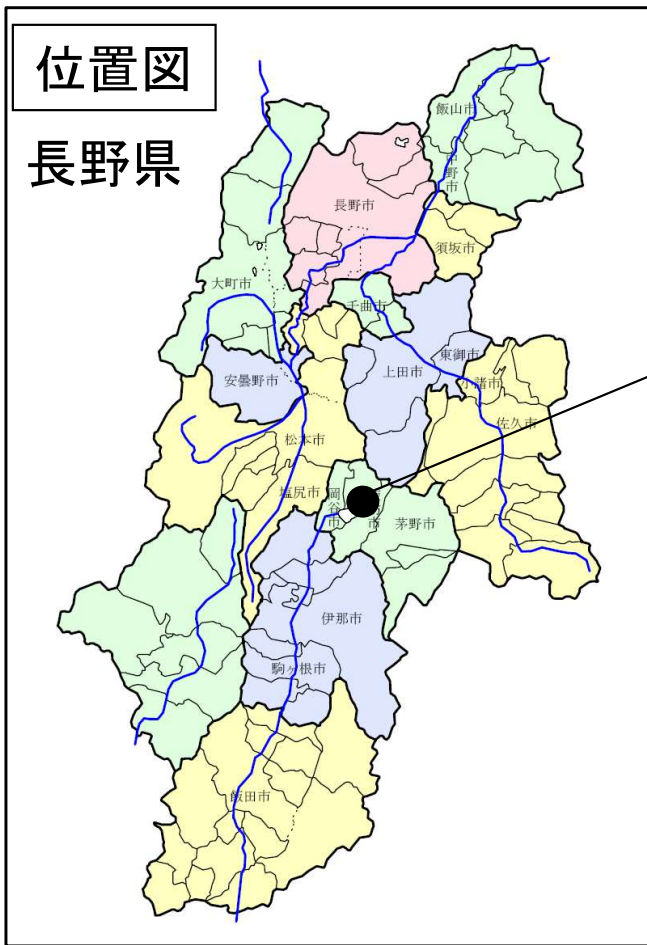 位置図
長野県
飯山市
中野市
長野市
須坂市
大町市
千曲市
東御市
上田市
小諸市
安曇野市
佐久市
松本市
塩尻市
岡谷市
市
茅野市
伊那市
駒ヶ根市
飯田市